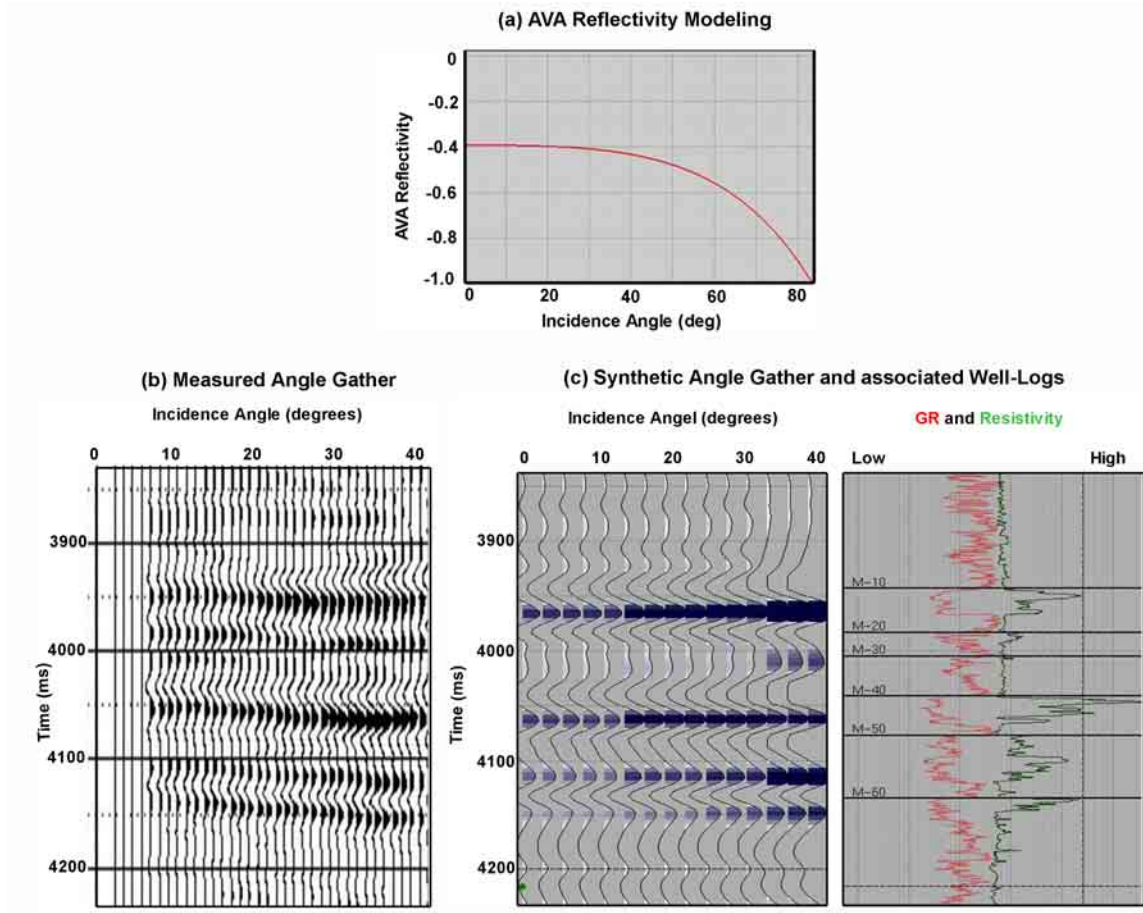 (a) AVA Reflectivity Modeling
0
-0.2
-0.4
-0.6
-0.8
-1.0
AVA Reflectivity
0 20 40 60 80
Incidence Angle (deg)
(b) Measured Angle Gather
Incidence Angle (degrees)
0 10 20 30 40
3900
4000
4100
4200
Time (ms)
(c) Synthetic Angle Gather and associated Well-Logs
Incidence Angel (degrees)
0 10 10 20 20 30 30 40
3900
4000
4100
4200
Time (ms)
GR and Resistivity
Low High
M-10
M-20
M-30
M-40
M-50
M-60